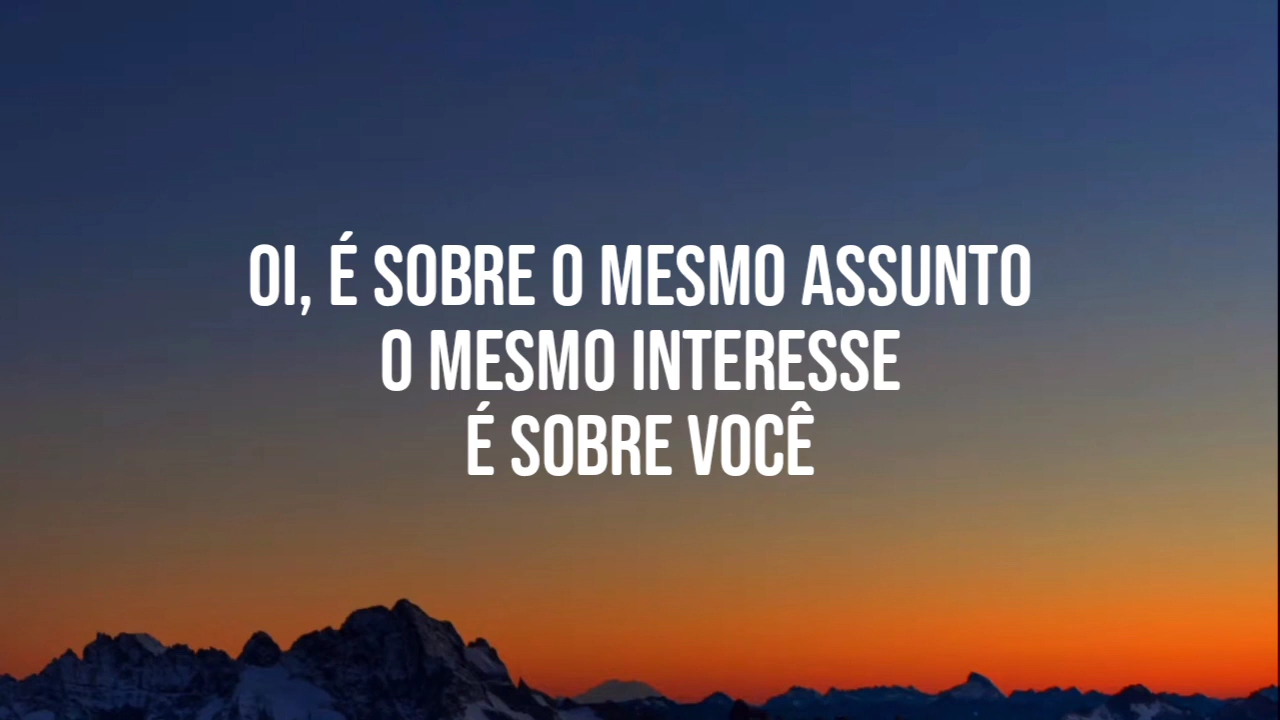 OI, É SOBRE O MESMO ASSUNTO
O MESMO INTERESSE
É SOBRE VOCÊ